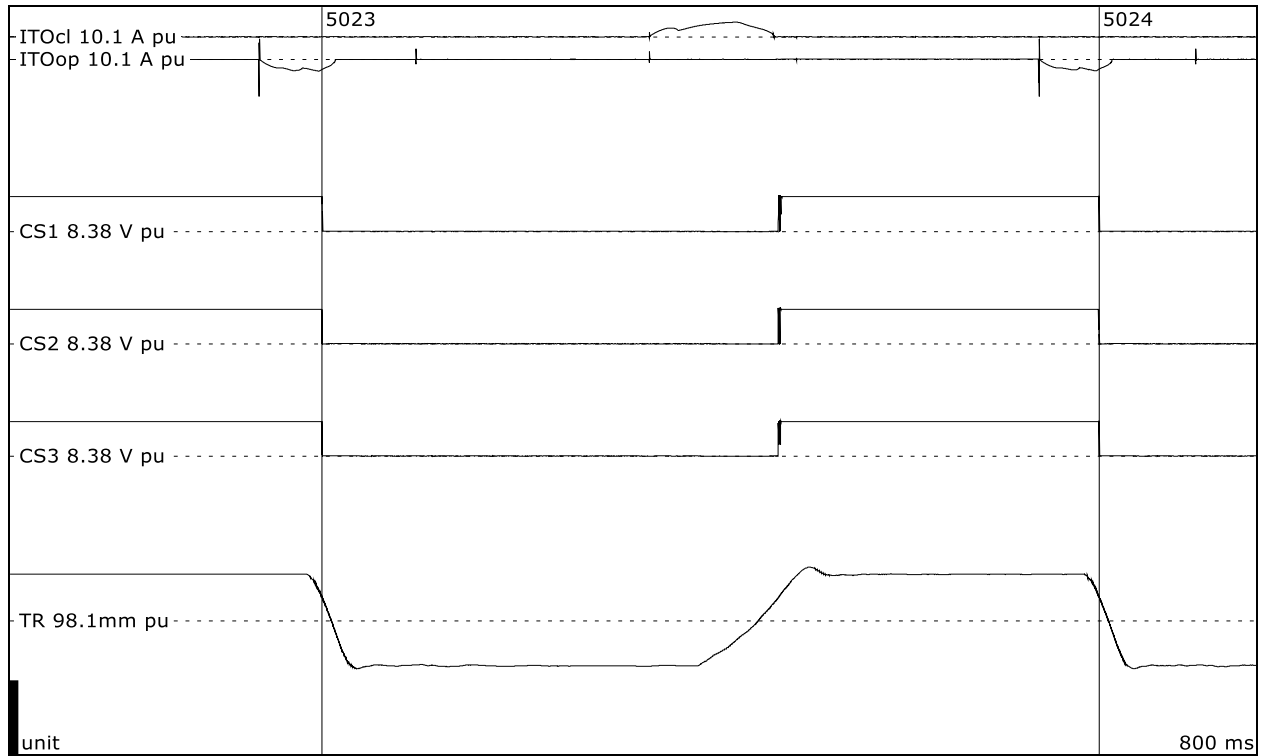 5023
5024
ITOcl 10.1 A pu
ITOop 10.1 A pu
CS1 8.38 V pu
CS2 8.38 V pu
CS3 8.38 V pu
TR 98.1mm pu
unit
800 ms